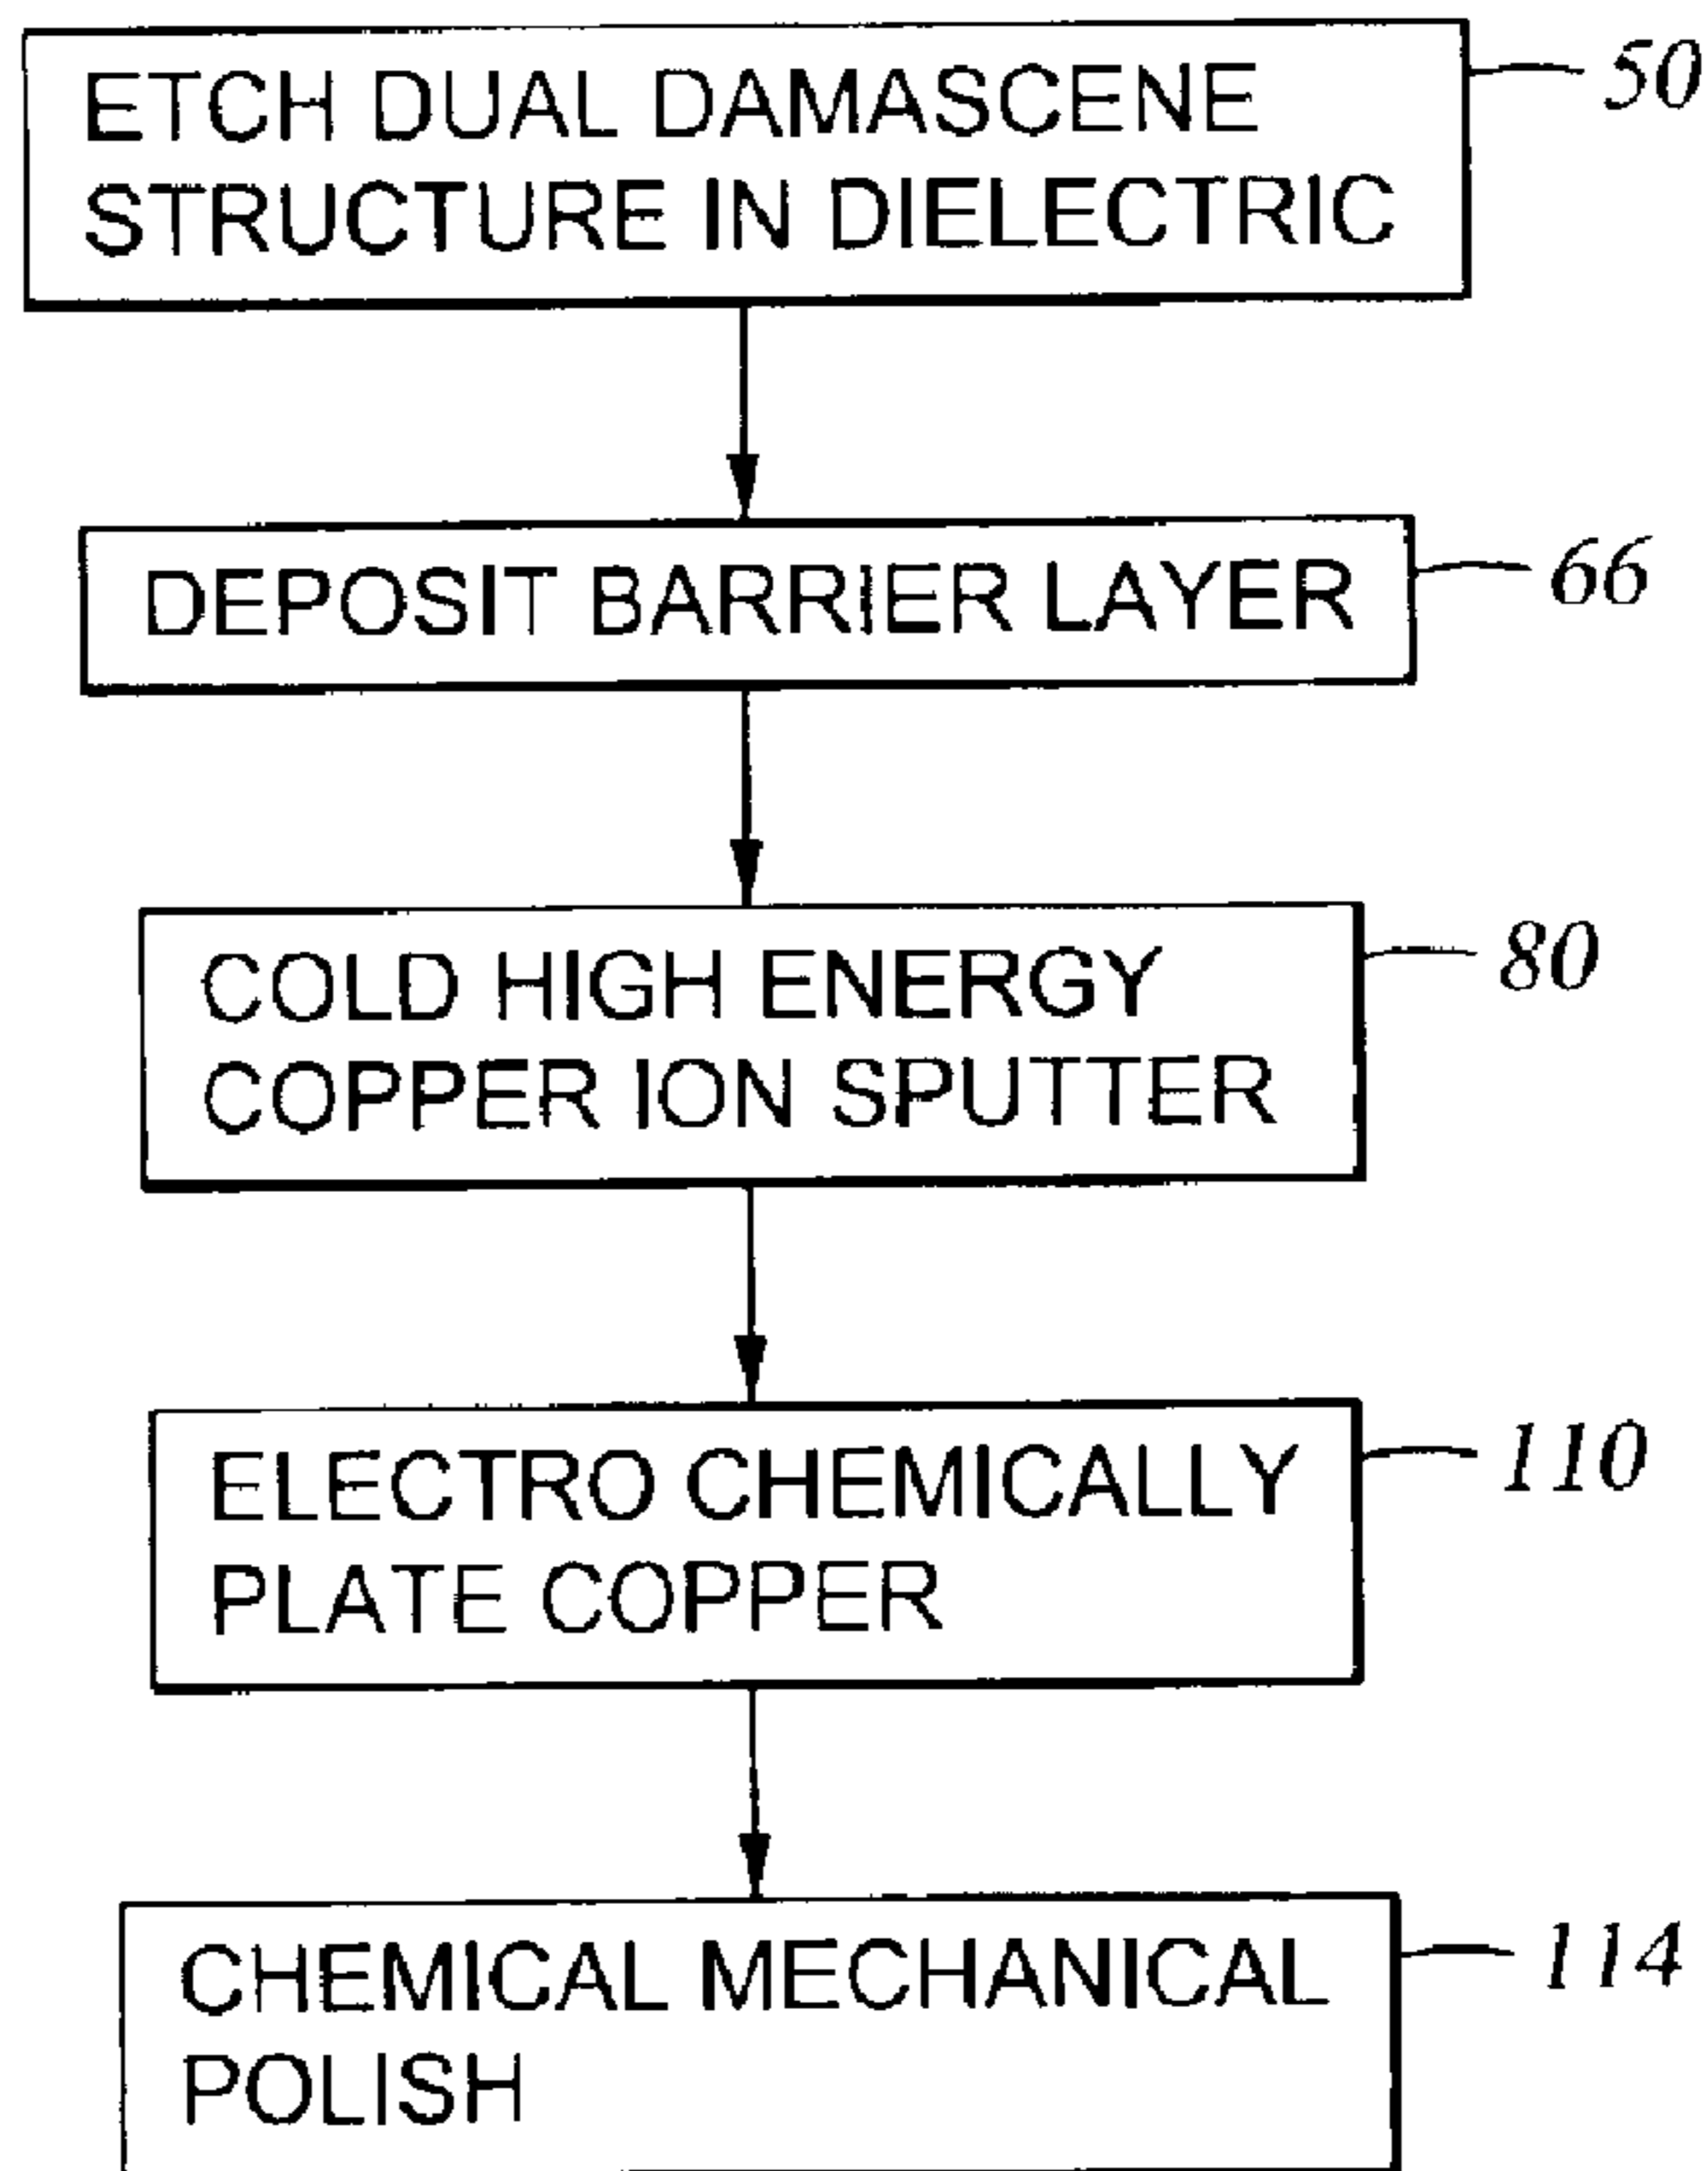 ETCH DUAL DAMASCENE
STRUCTURE IN DIELECTRIC
50
DEPOSIT BARRIER LAYER
66
COLD HIGH ENERGY
COPPER ION SPUTTER
80
ELECTRO CHEMICALLY
PLATE COPPER
110
CHEMICAL MECHANICAL
POLISH
114